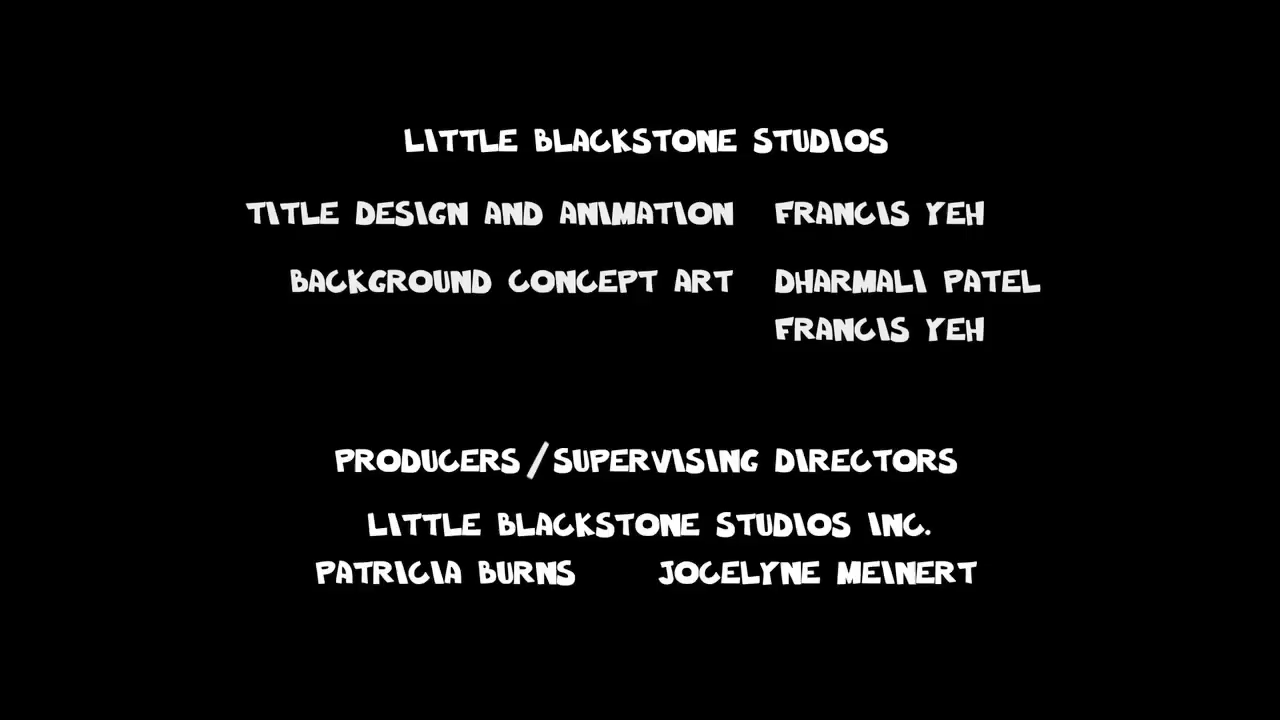 LITTLE BLACKSTONE STUDIOS
TITLE DESIGN AND ANIMATION FRANCIS YEH
BACKGROUND CONCEPT ART DHARMALI PATEL
FRANCIS YEH
PRODUCERS/SUPERVISING DIRECTORS
LITTLE BLACKSTONE STUDIOS INC.
PATRICIA BURNS JOCELYNE MEINERT